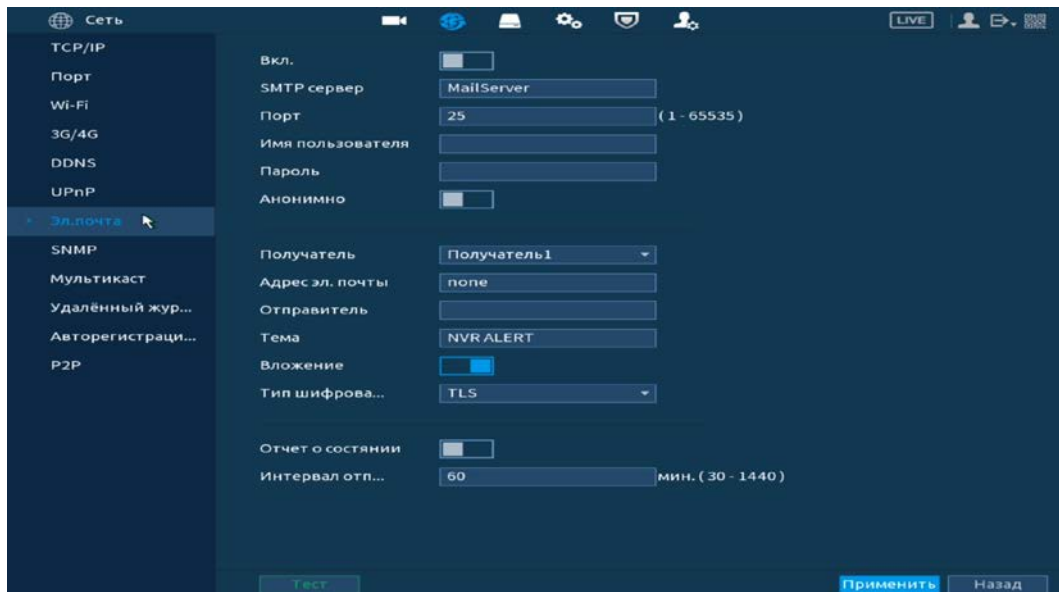 Сеть
LIVE
TCP/IP
Порт
Wi-Fi
3G/4G
DDNS
UPnP
Эл.почта
SNMP
Мультикаст
Удалённый жур...
Авторегистраци...
P2P
Вкл.
SMTP сервер MailServer
Порт 25 (1 - 65535)
Имя пользователя
Пароль
Анонимно
Получатель Получатель1
Адрес эл. почты none
Отправитель
Тема NVR ALERT
Вложение
Тип шифрова... TLS
Отчет о состянии
Интервал отп... 60 мин. ( 30 - 1440)
Тест Применить Назад